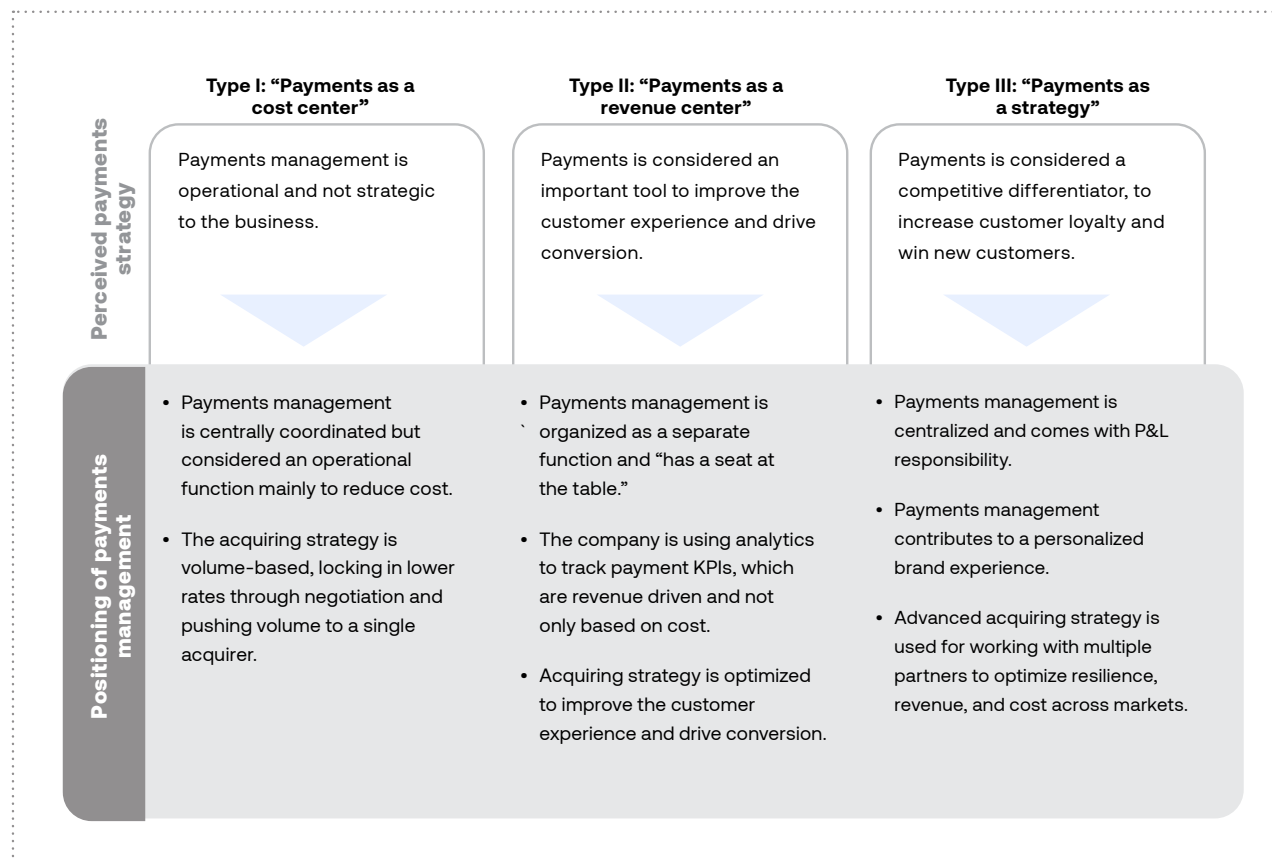 Type I: “Payments as a
cost center”
Type II: “Payments as a
revenue center”
Type III: “Payments as
a strategy”
Perceived payments
strategy
Payments management is
operational and not strategic
to the business.
Payments is considered an
important tool to improve the
customer experience and drive
conversion.
Payments is considered a
competitive differentiator, to
increase customer loyalty and
win new customers.
Positioning of payments
management
• Payments management
is centrally coordinated but
considered an operational
function mainly to reduce cost.
• The acquiring strategy is
volume-based, locking in lower
rates through negotiation and
pushing volume to a single
acquirer.
• Payments management is
` organized as a separate
function and “has a seat at
the table.”
• The company is using analytics
to track payment KPIs, which
are revenue driven and not
only based on cost.
• Acquiring strategy is optimized
to improve the customer
experience and drive conversion.
• Payments management is
centralized and comes with P&L
responsibility.
• Payments management
contributes to a personalized
brand experience.
• Advanced acquiring strategy is
used for working with multiple
partners to optimize resilience,
revenue, and cost across markets.